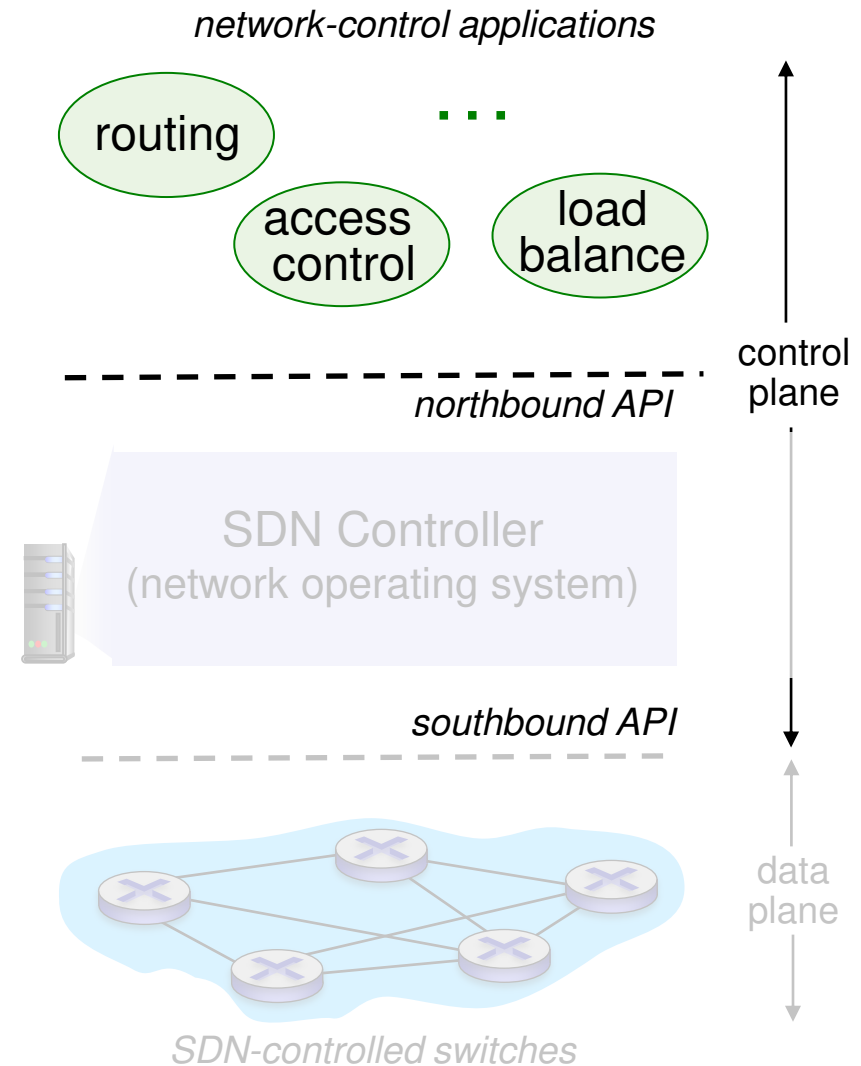 network-control applications
routing
...
access
control
load
balance
control
plane
northbound API
SDN Controller
(network operating system)
southbound API
data
plane
SDN-controlled switches